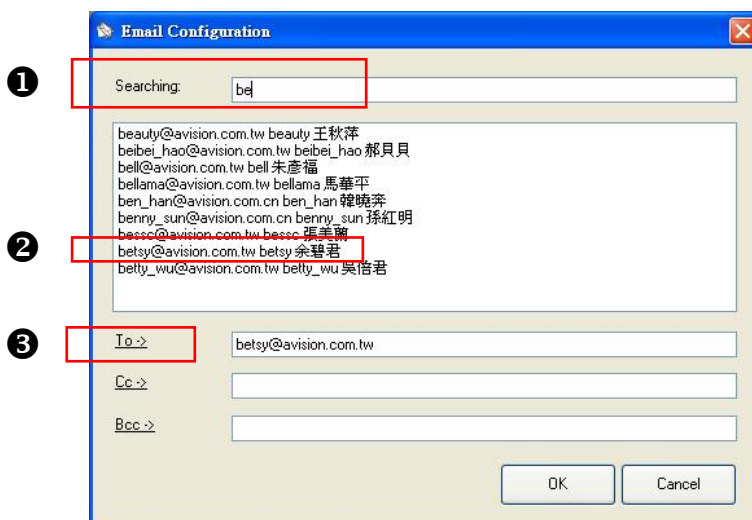 Email Configuration
❶
Searching: be
beauty@avision.com.tw beauty 王秋萍
beibei_hao@avision.com.tw beibei_hao 郝貝貝
bell@avision.com.tw bell 朱彥福
bellama@avision.com.tw bellama 馬華平
ben_han@avision.com.cn ben_han 韓曉奔
benny_sun@avision.com.cn benny_sun 孫紅明
bessc@avision.com.tw bessc 張美蘭
❷
betsy@avision.com.tw betsy 余碧君
betty_wu@avision.com.tw betty_wu 吳倍君
❸
To -> betsy@avision.com.tw
Cc ->
Bcc ->
OK Cancel